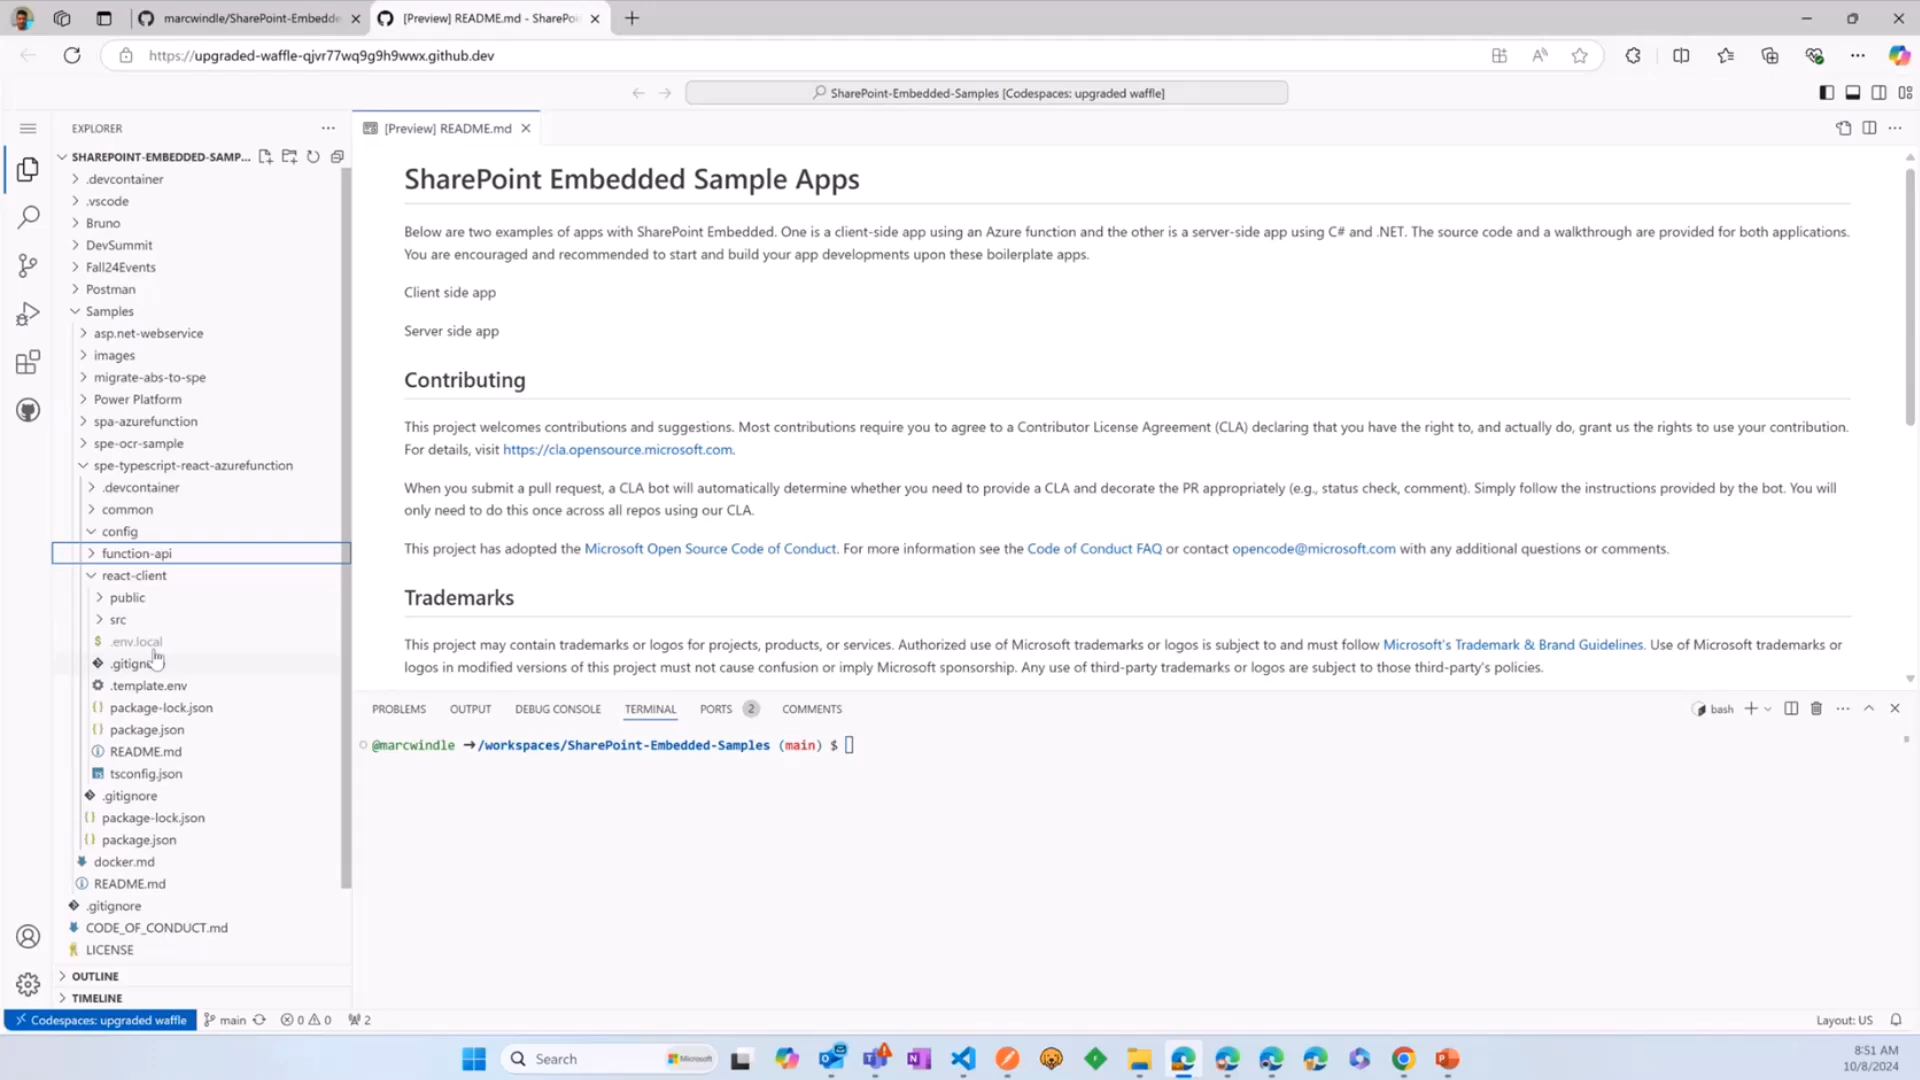 marcwindle/SharePoint-Embedde
[Preview] README.md - SharePoi
https://upgraded-waffle-qjvr77wq9g9h9wwx.github.dev
SharePoint-Embedded-Samples [Codespaces: upgraded waffle]
EXPLORER
SHAREPOINT-EMBEDDED-SAMP...
.devcontainer
.vscode
Bruno
DevSummit
Fall24Events
Postman
Samples
asp.net-webservice
images
migrate-abs-to-spe
Power Platform
spa-azurefunction
spe-ocr-sample
spe-typescript-react-azurefunction
.devcontainer
common
config
function-api
react-client
public
src
.env.local
.gitignore
.template.env
package-lock.json
package.json
README.md
tsconfig.json
.gitignore
package-lock.json
package.json
docker.md
README.md
.gitignore
CODE_OF_CONDUCT.md
LICENSE
OUTLINE
TIMELINE
[Preview] README.md
SharePoint Embedded Sample Apps
Below are two examples of apps with SharePoint Embedded. One is a client-side app using an Azure function and the other is a server-side app using C# and .NET. The source code and a walkthrough are provided for both applications.
You are encouraged and recommended to start and build your app developments upon these boilerplate apps.
Client side app
Server side app
Contributing
This project welcomes contributions and suggestions. Most contributions require you to agree to a Contributor License Agreement (CLA) declaring that you have the right to, and actually do, grant us the rights to use your contribution.
For details, visit https://cla.opensource.microsoft.com.
When you submit a pull request, a CLA bot will automatically determine whether you need to provide a CLA and decorate the PR appropriately (e.g., status check, comment). Simply follow the instructions provided by the bot. You will
only need to do this once across all repos using our CLA.
This project has adopted the Microsoft Open Source Code of Conduct. For more information see the Code of Conduct FAQ or contact opencode@microsoft.com with any additional questions or comments.
Trademarks
This project may contain trademarks or logos for projects, products, or services. Authorized use of Microsoft trademarks or logos is subject to and must follow Microsoft's Trademark & Brand Guidelines. Use of Microsoft trademarks or
logos in modified versions of this project must not cause confusion or imply Microsoft sponsorship. Any use of third-party trademarks or logos are subject to those third-party's policies.
PROBLEMS OUTPUT DEBUG CONSOLE TERMINAL PORTS 2 COMMENTS
bash
@marcwindle →/workspaces/SharePoint-Embedded-Samples (main) $
Codespaces: upgraded waffle main 0 0 2
Layout: US
Search
Microsoft
8:51 AM
10/8/2024